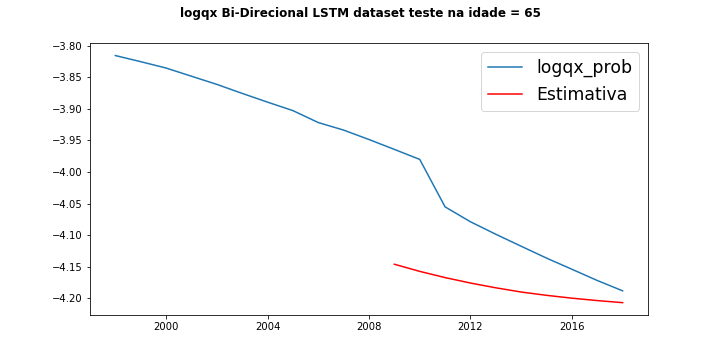 logqx Bi-Direcional LSTM dataset teste na idade = 65
−3.80
−3.85
−3.90
−3.95
−4.00
−4.05
−4.10
−4.15
−4.20
logqx_prob
Estimativa
2000 2004 2008 2012 2016